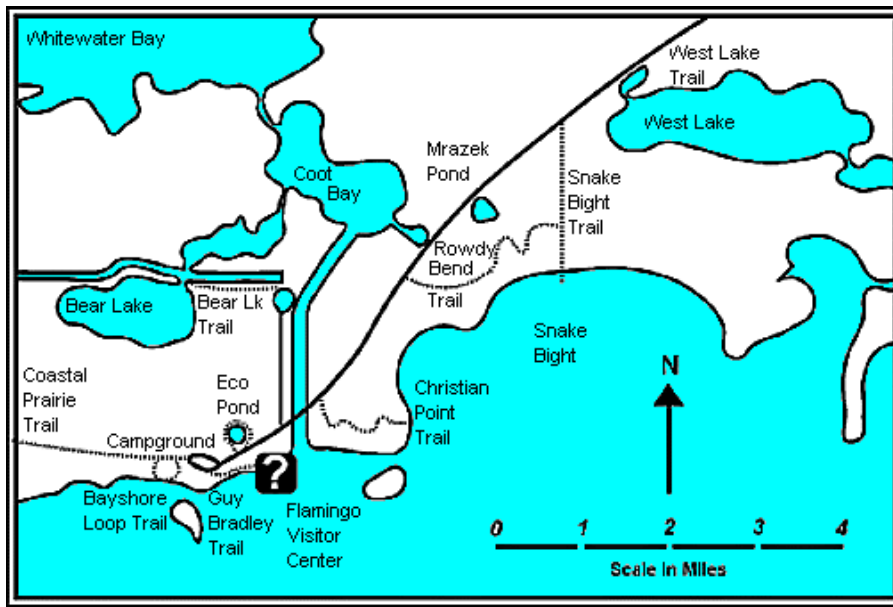 Whitewater Bay
West Lake
Trail
West Lake
Mrazek
Pond
Coot
Bay
Snake
Bight
Trail
Rowdy
Bend
Trail
Bear Lake
Bear Lk
Trail
Snake
Bight
N
Coastal
Prairie
Trail
Eco
Pond
Christian
Point
Trail
Campground
?
Bayshore
Loop Trail
Guy
Bradley
Trail
Flamingo
Visitor
Center
0 1 2 3 4
Scale in Miles